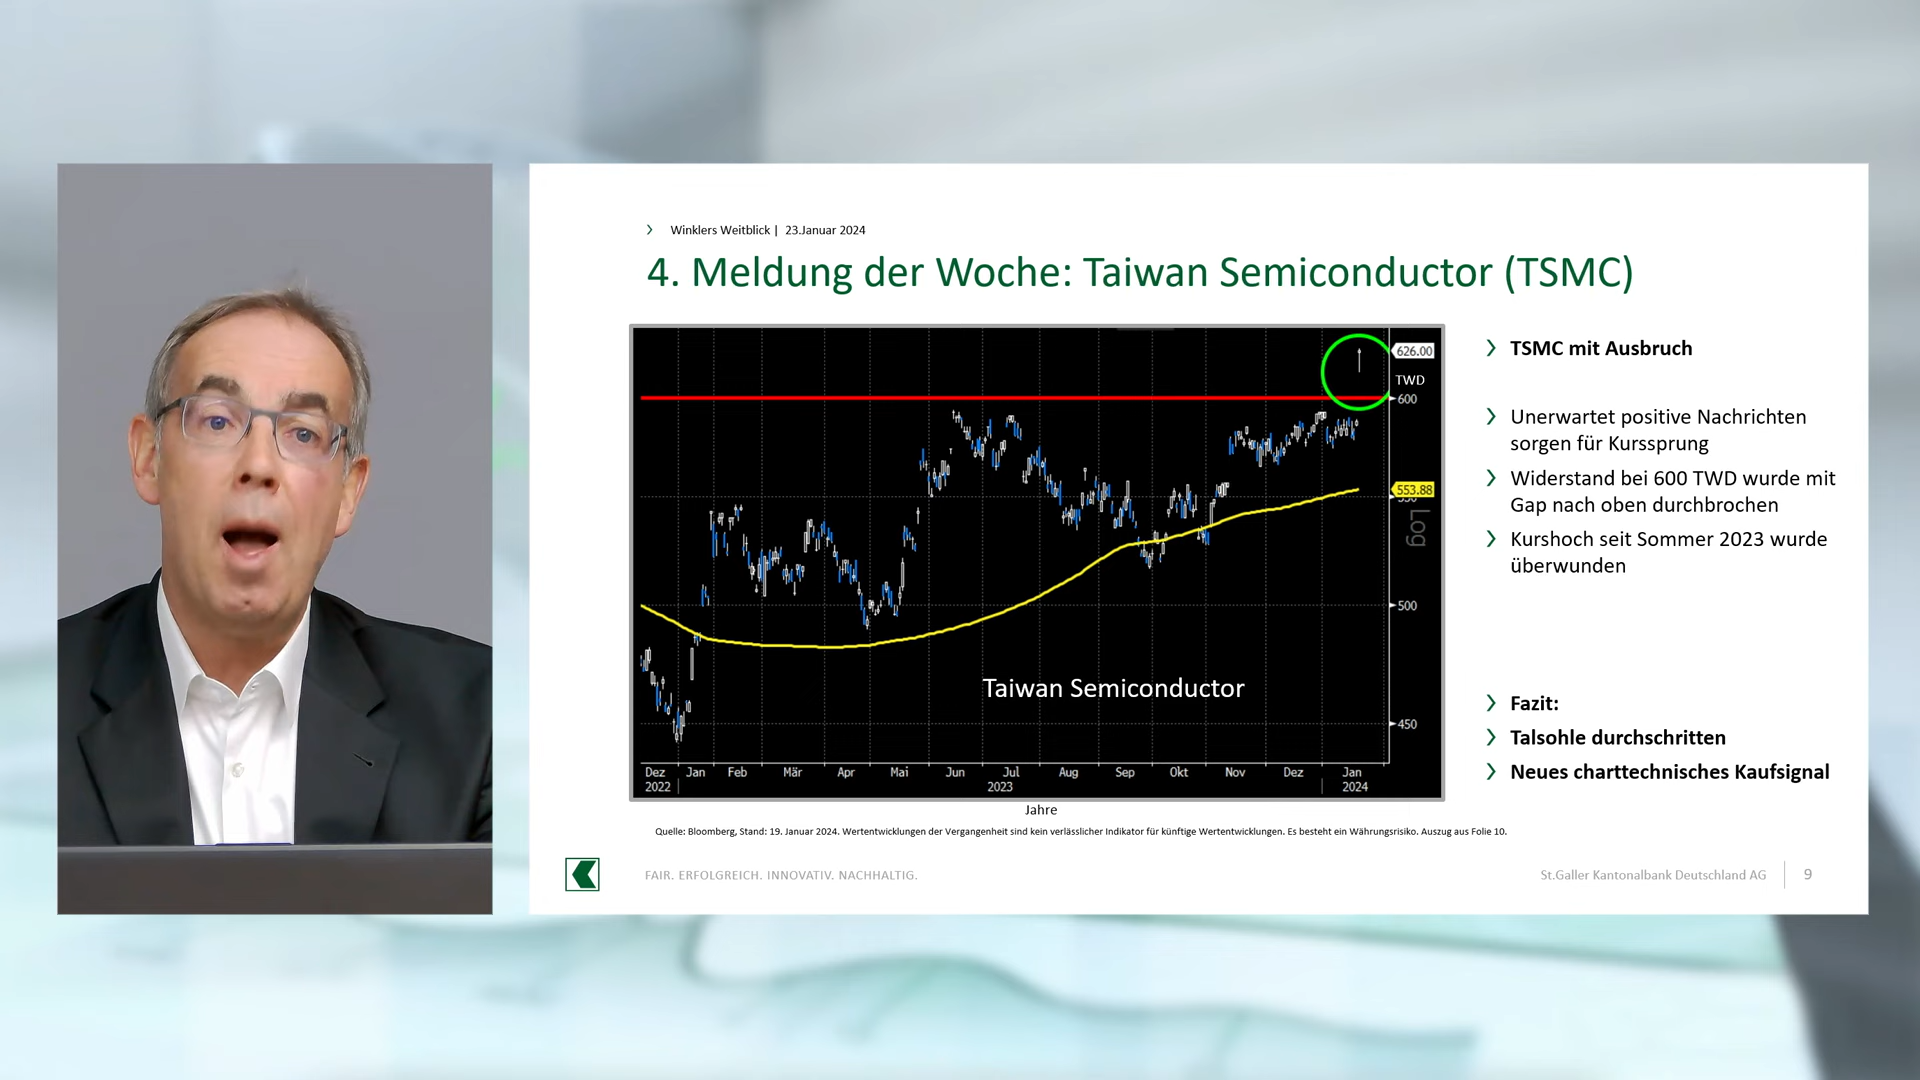 Winklers Weitblick | 23.Januar 2024
4. Meldung der Woche: Taiwan Semiconductor (TSMC)
626.00
TWD
600
553.88
550
Log
500
450
Taiwan Semiconductor
Dez Jan Feb Mär Apr Mai Jun Jul Aug Sep Okt Nov Dez Jan
2022 2023 2024
Jahre
TSMC mit Ausbruch
Unerwartet positive Nachrichten
sorgen für Kurssprung
Widerstand bei 600 TWD wurde mit
Gap nach oben durchbrochen
Kurshoch seit Sommer 2023 wurde
überwunden
Fazit:
Talsohle durchschritten
Neues charttechnisches Kaufsignal
Quelle: Bloomberg, Stand: 19. Januar 2024. Wertentwicklungen der Vergangenheit sind kein verlässlicher Indikator für künftige Wertentwicklungen. Es besteht ein Währungsrisiko. Auszug aus Folie 10.
FAIR. ERFOLGREICH. INNOVATIV. NACHHALTIG.
St.Galler Kantonalbank Deutschland AG 9